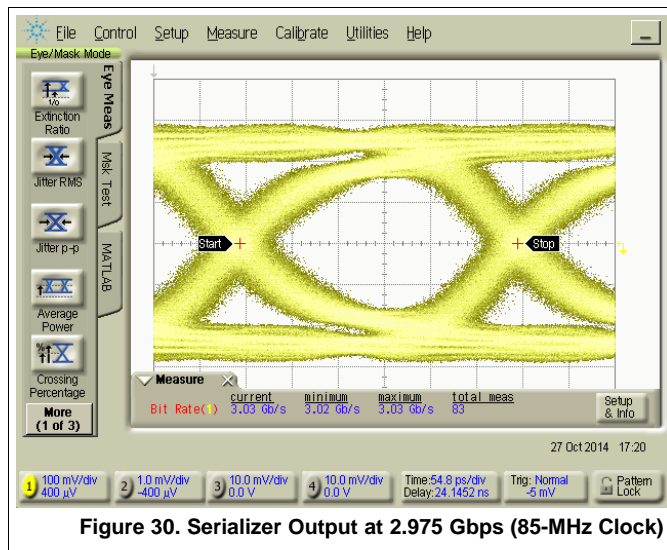 File Control Setup Measure Calibrate Utilities Help
Eye/Mask Mode
Eye Meas
Msk Test
MATLAB
1/0
Extinction
Ratio
Jitter RMS
Jitter p-p
Average
Power
%
Crossing
Percentage
More
(1 of 3)
Start
Stop
Measure
current minimum maximum total meas
Bit Rate(1) 3.03 Gb/s 3.02 Gb/s 3.03 Gb/s 83
Setup
& Info
27 Oct 2014 17:20
1 100 mV/div
400 µV
2 1.0 mV/div
-400 µV
3 10.0 mV/div
0.0 V
4 10.0 mV/div
0.0 V
Time:54.8 ps/div
Delay:24.1452 ns
Trig: Normal
-5 mV
Pattern
Lock
Figure 30. Serializer Output at 2.975 Gbps (85-MHz Clock)